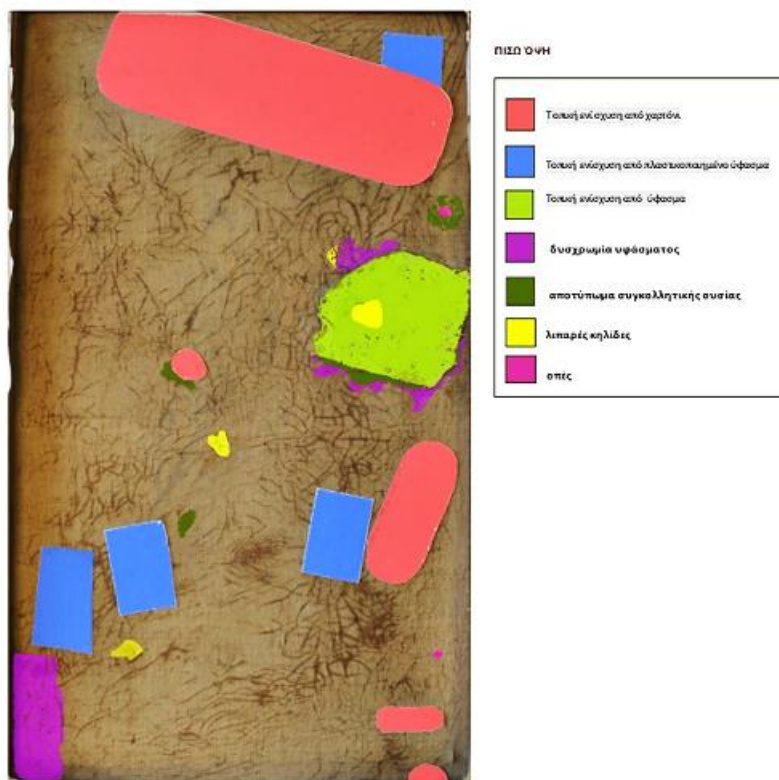 ΠΙΣΩ ΌΨΗ
Τοπική ενίσχυση από χαρτόνι
Τοπική ενίσχυση από πλαστικοποιημένο ύφασμα
Τοπική ενίσχυση από ύφασμα
δυσχρωμία υφάσματος
αποτύπωμα συγκολλητικής ουσίας
λιπαρές κηλίδες
οπές